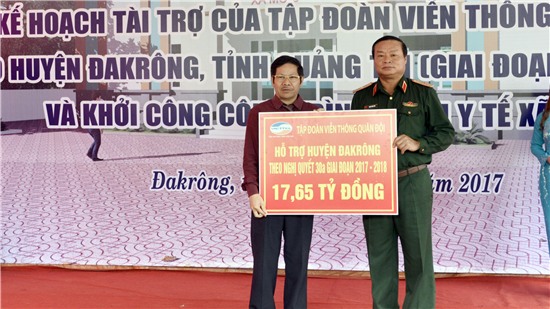 KẾ HOẠCH TÀI TRỢ CỦA TẬP ĐOÀN VIỄN THÔNG
HUYỆN ĐAKRÔNG, TỈNH QUẢNG (GIAI ĐOẠ
VÀ KHỞI CÔNG Y TẾ XÃ
Đakrông, năm 2017
TẬP ĐOÀN VIỄN THÔNG QUÂN ĐỘI
HỖ TRỢ HUYỆN ĐAKRÔNG
THEO NGHỊ QUYẾT 30a GIAI ĐOẠN 2017 - 2018
17,65 TỶ ĐỒNG